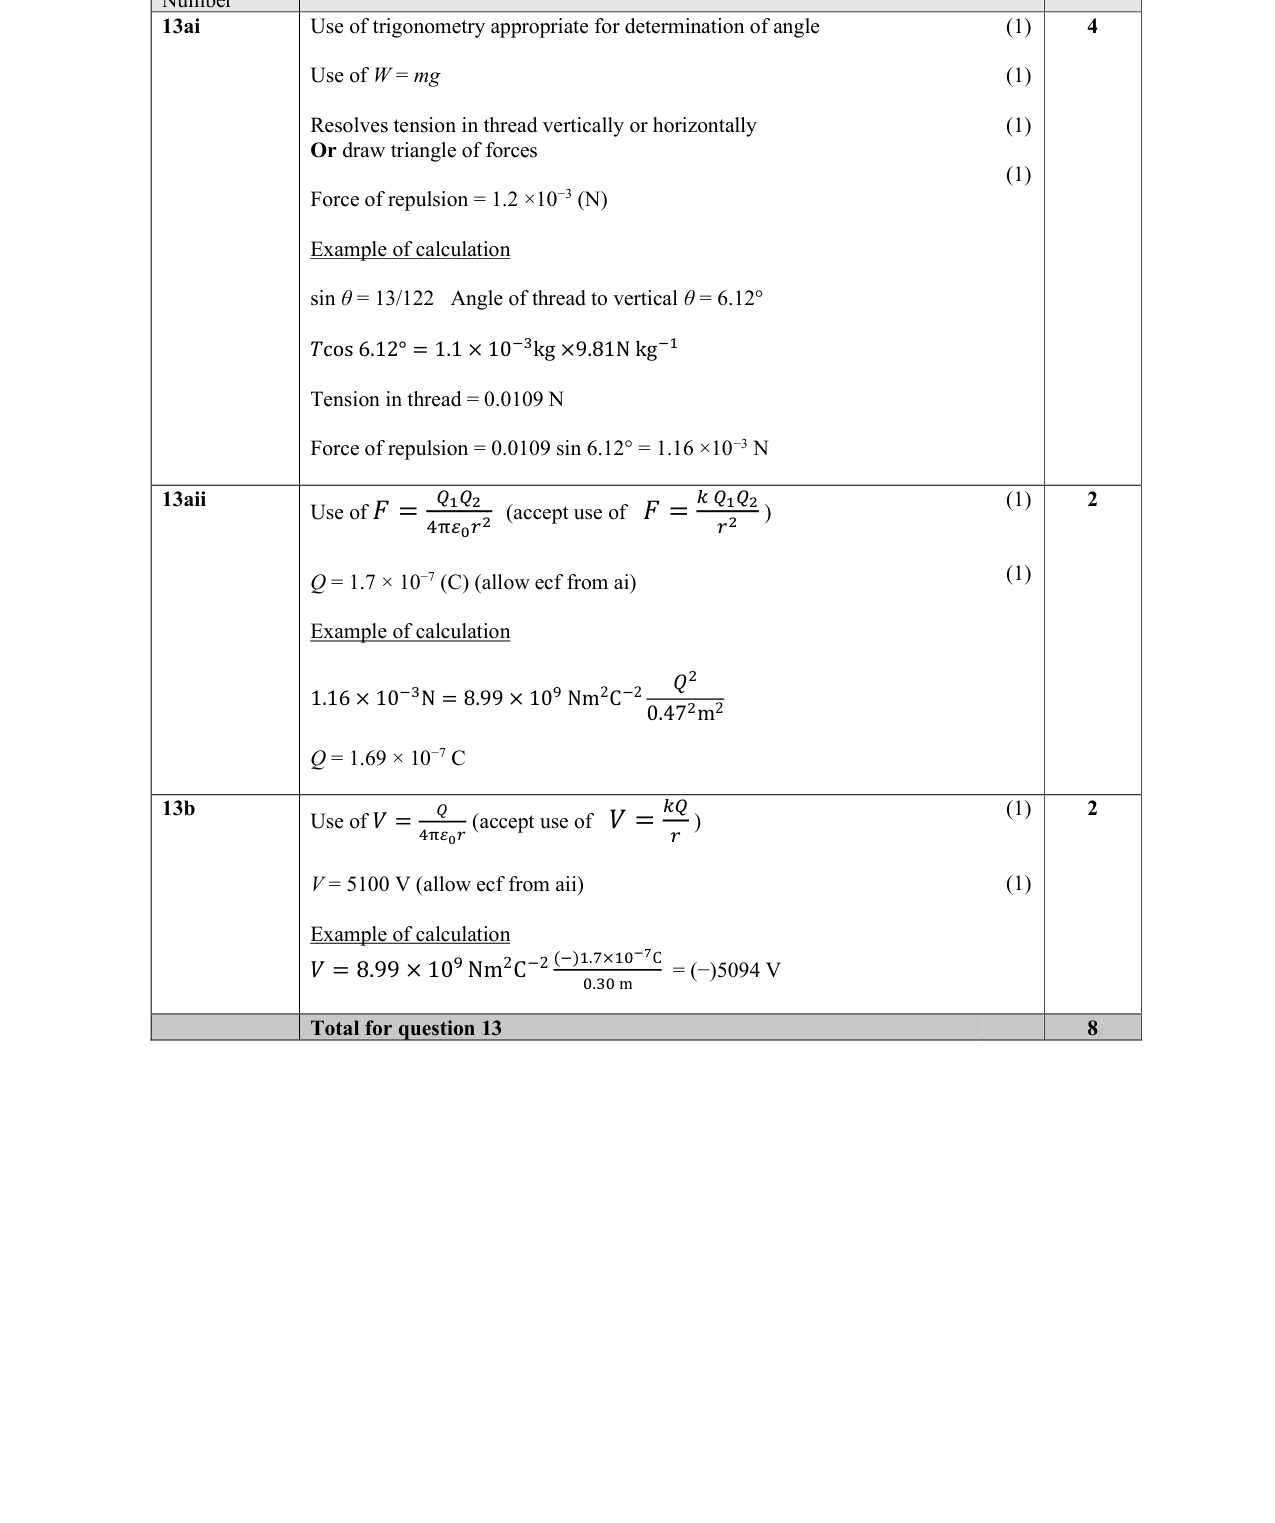 Number
13ai Use of trigonometry appropriate for determination of angle (1) 4
Use of W = mg (1)
Resolves tension in thread vertically or horizontally (1)
Or draw triangle of forces
(1)
Force of repulsion = 1.2 ×10⁻³ (N)
Example of calculation
sin θ = 13/122 Angle of thread to vertical θ = 6.12°
Tcos 6.12° = 1.1 × 10⁻³kg ×9.81N kg⁻¹
Tension in thread = 0.0109 N
Force of repulsion = 0.0109 sin 6.12° = 1.16 ×10⁻³ N
13aii Use of F = Q₁Q₂/4πε₀r² (accept use of F = k Q₁Q₂/r² ) (1) 2
Q = 1.7 × 10⁻⁷ (C) (allow ecf from ai) (1)
Example of calculation
1.16 × 10⁻³N = 8.99 × 10⁹ Nm²C⁻² Q²/0.47²m²
Q = 1.69 × 10⁻⁷ C
13b Use of V = Q/4πε₀r (accept use of V = kQ/r ) (1) 2
V = 5100 V (allow ecf from aii) (1)
Example of calculation
V = 8.99 × 10⁹ Nm²C⁻² (−)1.7×10⁻⁷C/0.30 m = (−)5094 V
Total for question 13 8